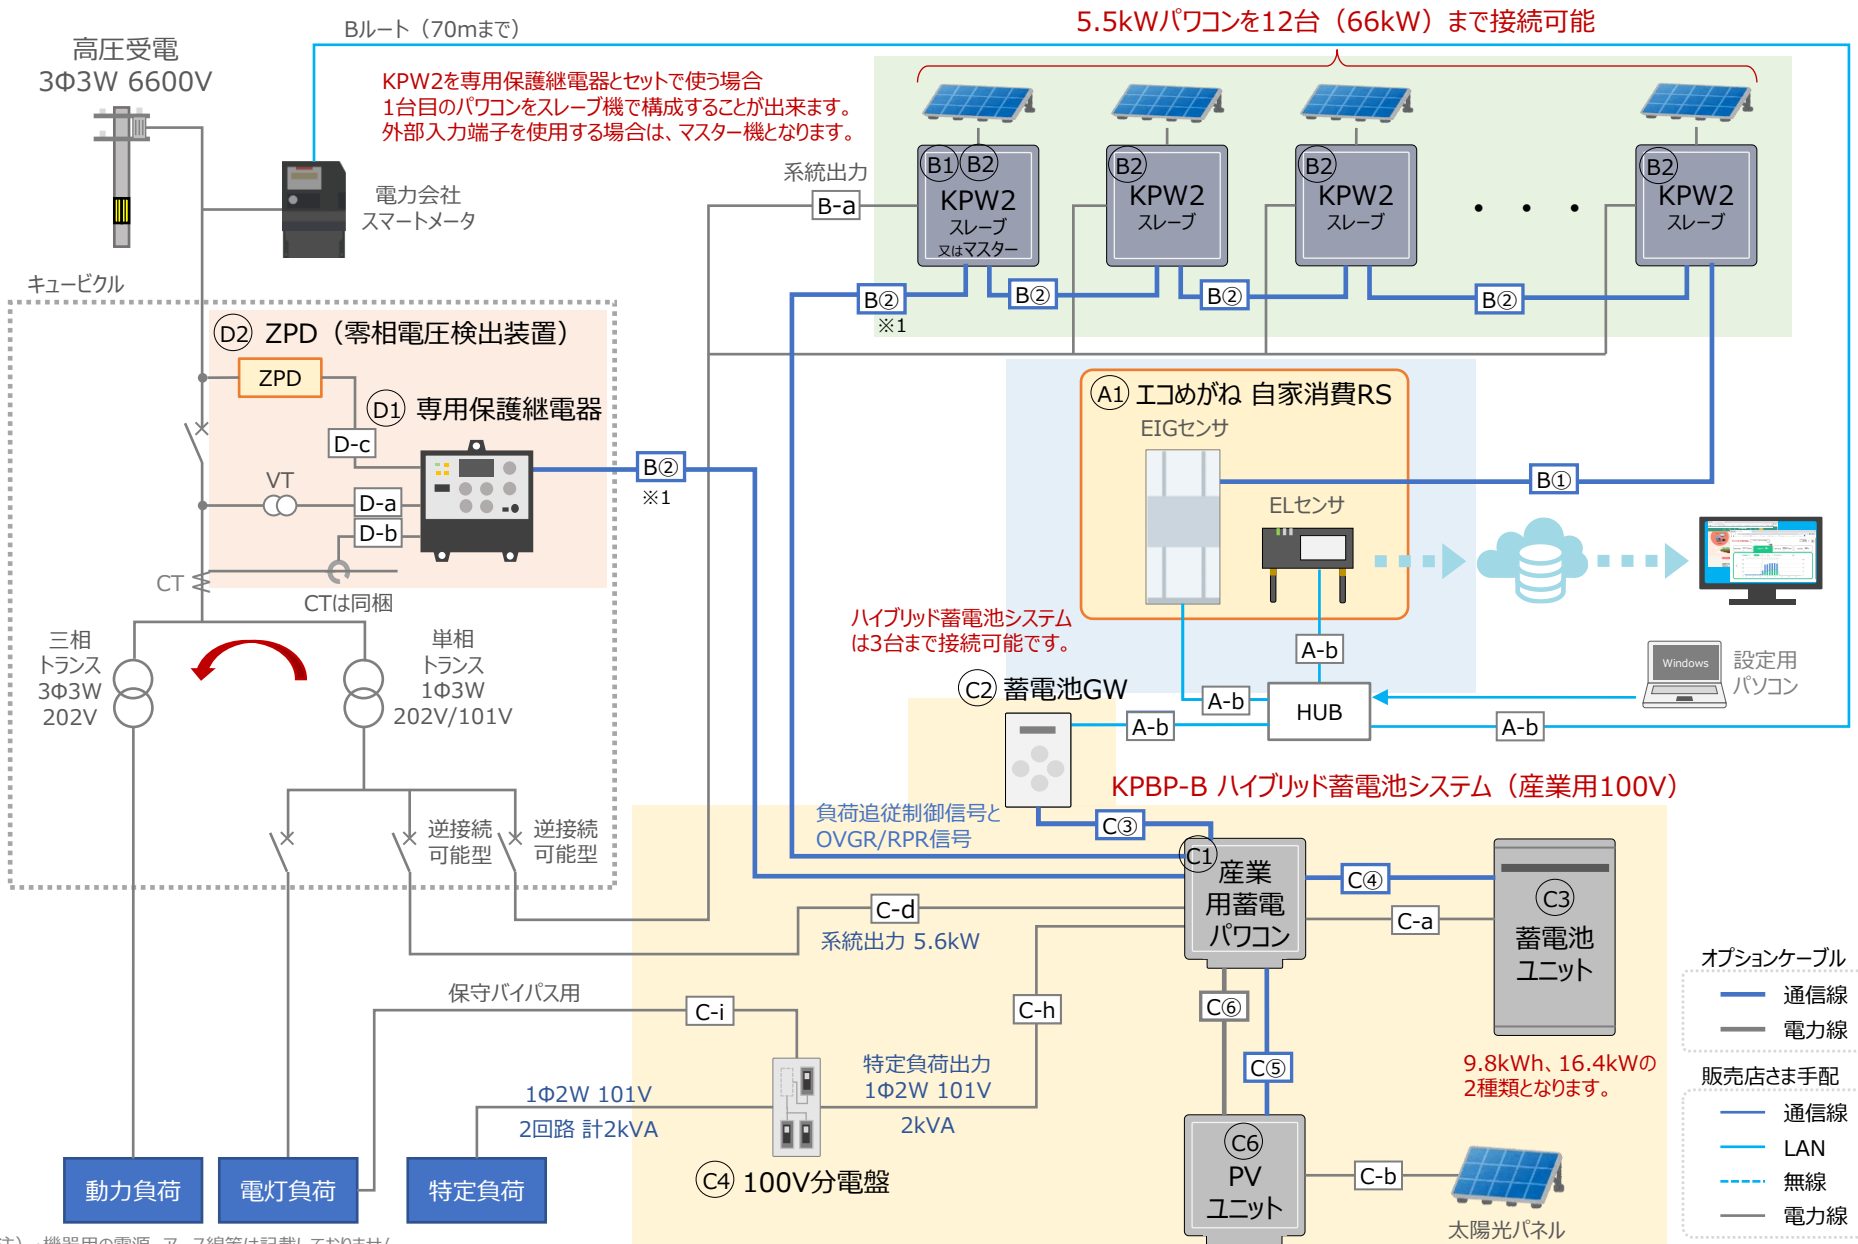 5.5kWパワコンを12台（66kW）まで接続可能
Bルート（70mまで）
高圧受電
3Φ3W 6600V
KPW2を専用保護継電器とセットで使う場合
1台目のパワコンをスレーブ機で構成することが出来ます。
外部入力端子を使用する場合は、マスター機となります。
電力会社
スマートメータ
系統出力
B-a
B1 B2
KPW2
スレーブ
又はマスター
B2
KPW2
スレーブ
B2
KPW2
スレーブ
・・・
B2
KPW2
スレーブ
B②
※1
B②
B②
B②
キュービクル
D2 ZPD（零相電圧検出装置）
ZPD
D1 専用保護継電器
D-c
VT
D-a
D-b
CT
CTは同梱
B②
※1
A1 エコめがね 自家消費RS
EIGセンサ
ELセンサ
B①
ハイブリッド蓄電池システム
は3台まで接続可能です。
A-b
Windows
設定用
パソコン
C2 蓄電池GW
A-b
A-b
HUB
A-b
三相
トランス
3Φ3W
202V
単相
トランス
1Φ3W
202V/101V
逆接続
可能型
逆接続
可能型
KPBP-B ハイブリッド蓄電池システム（産業用100V）
負荷追従制御信号と
OVGR/RPR信号
C③
C1
産業
用蓄電
パワコン
C④
C-a
C3
蓄電池
ユニット
C-d
系統出力 5.6kW
保守バイパス用
C-i
C-h
C⑥
C⑤
9.8kWh、16.4kWの
2種類となります。
特定負荷出力
1Φ2W 101V
2kVA
1Φ2W 101V
2回路 計2kVA
C4 100V分電盤
C6
PV
ユニット
C-b
太陽光パネル
動力負荷
電灯負荷
特定負荷
オプションケーブル
通信線
電力線
販売店さま手配
通信線
LAN
無線
電力線